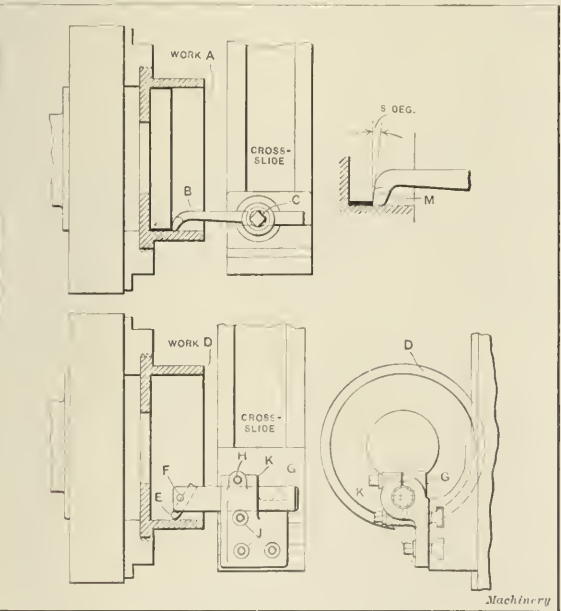 WORK A
5 DEG.
CROSS-
SLIDE
B
C
M
WORK D
D
CROSS-
SLIDE
H
K
G
F
E
J
K
G
Machinery